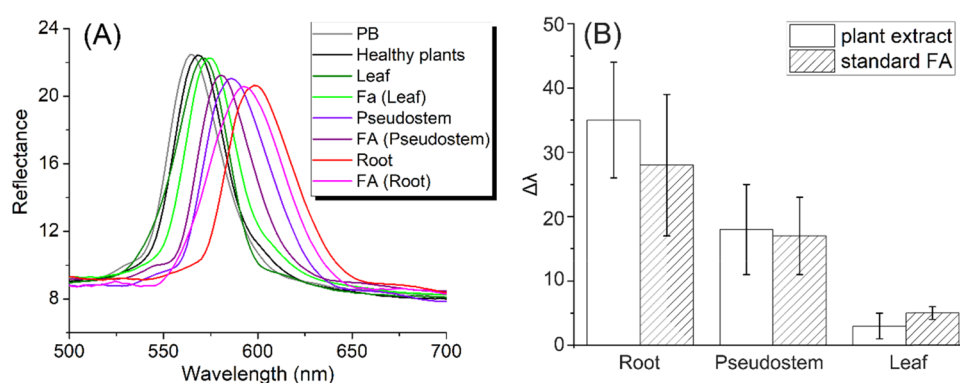 (A)
PB
Healthy plants
Leaf
Fa (Leaf)
Pseudostem
FA (Pseudostem)
Root
FA (Root)
Reflectance
24
20
16
12
8
500
550
600
650
700
Wavelength (nm)
(B)
plant extract
standard FA
Δλ
50
40
30
20
10
0
Root
Pseudostem
Leaf